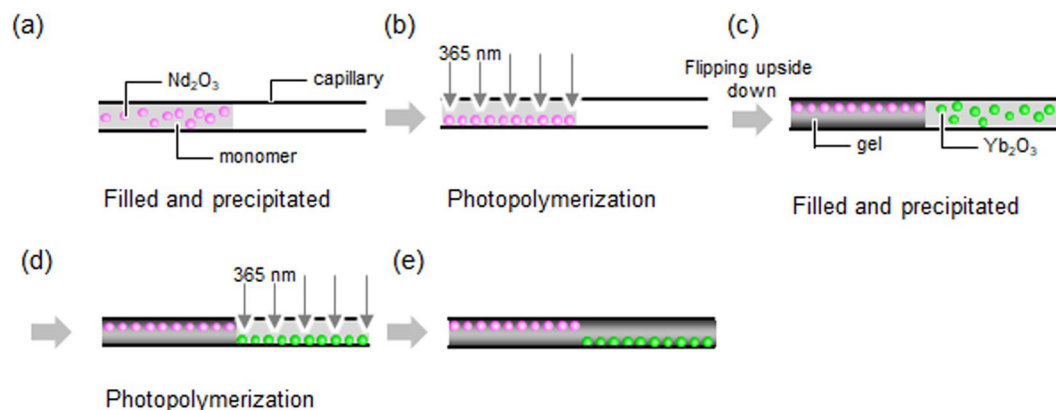 (a)
Nd₂O₃
capillary
monomer
Filled and precipitated
(b)
365 nm
Photopolymerization
Flipping upside
down
(c)
gel
Yb₂O₃
Filled and precipitated
(d)
365 nm
Photopolymerization
(e)